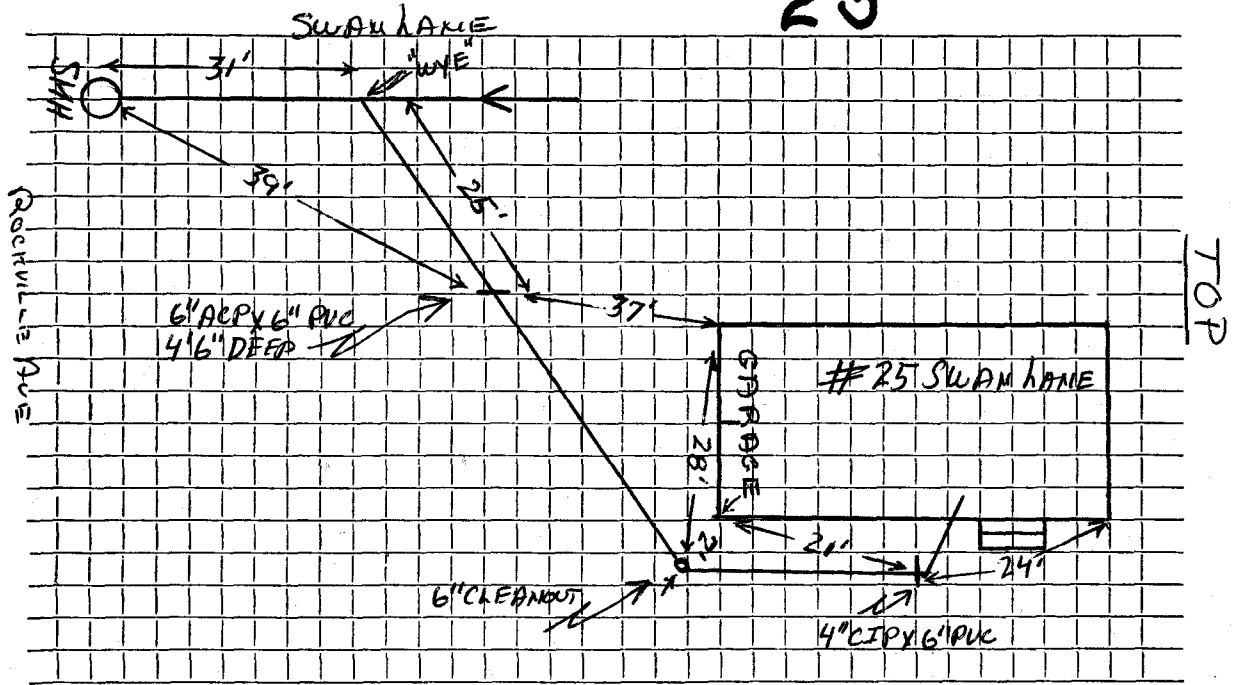 25
SWAN LANE
31'
"WYE"
SMH
39'
25'
ROCKVILLE AVE
37'
6" ACP X 6" PVC
4'6" DEEP
TOP
#25 SWAN LANE
GARAGE
28'
2'
21'
24'
6" CLEANOUT
4" CIP X 6" PVC